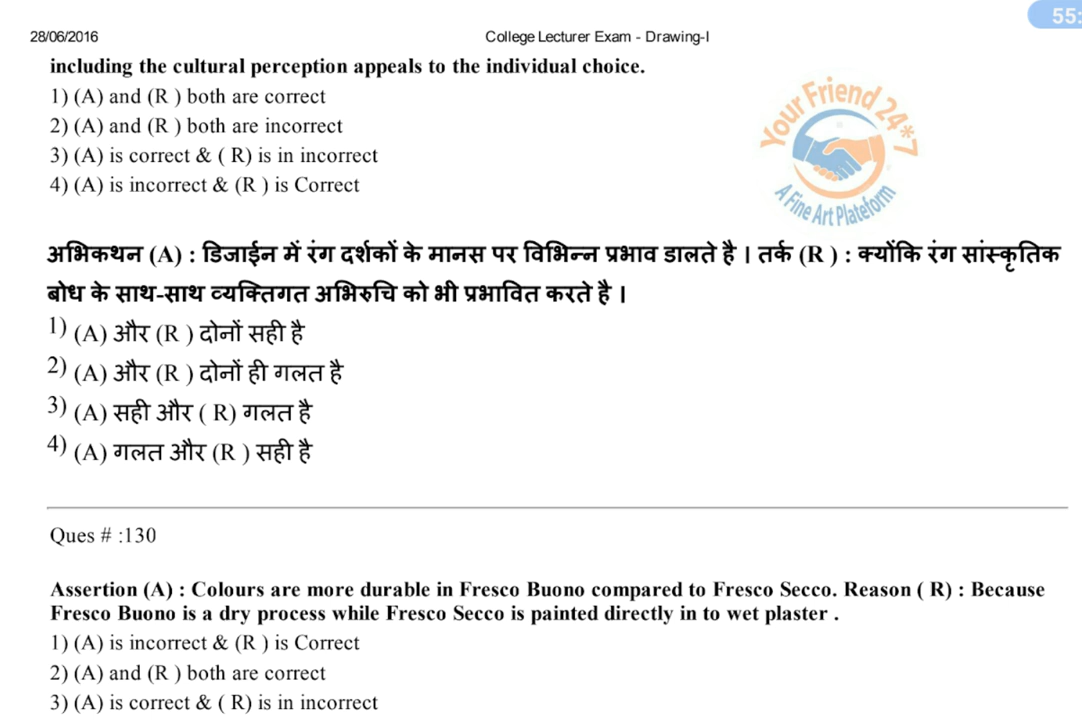 55:
28/06/2016 College Lecturer Exam - Drawing-I
including the cultural perception appeals to the individual choice.
1) (A) and (R ) both are correct
2) (A) and (R ) both are incorrect
3) (A) is correct & ( R) is in incorrect
4) (A) is incorrect & (R ) is Correct
Your Friend 24*7
A Fine Art Plateform
अभिकथन (A) : डिजाईन में रंग दर्शकों के मानस पर विभिन्न प्रभाव डालते है । तर्क (R ) : क्योंकि रंग सांस्कृतिक
बोध के साथ-साथ व्यक्तिगत अभिरुचि को भी प्रभावित करते है ।
1) (A) और (R ) दोनों सही है
2) (A) और (R ) दोनों ही गलत है
3) (A) सही और ( R) गलत है
4) (A) गलत और (R ) सही है
Ques # :130
Assertion (A) : Colours are more durable in Fresco Buono compared to Fresco Secco. Reason ( R) : Because
Fresco Buono is a dry process while Fresco Secco is painted directly in to wet plaster .
1) (A) is incorrect & (R ) is Correct
2) (A) and (R ) both are correct
3) (A) is correct & ( R) is in incorrect